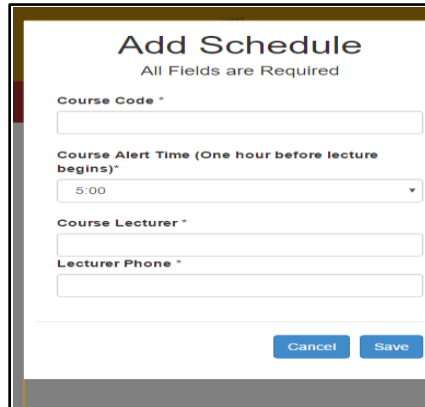 Add Schedule
All Fields are Required
Course Code *
Course Alert Time (One hour before lecture
begins)*
5:00
Course Lecturer *
Lecturer Phone *
Cancel Save